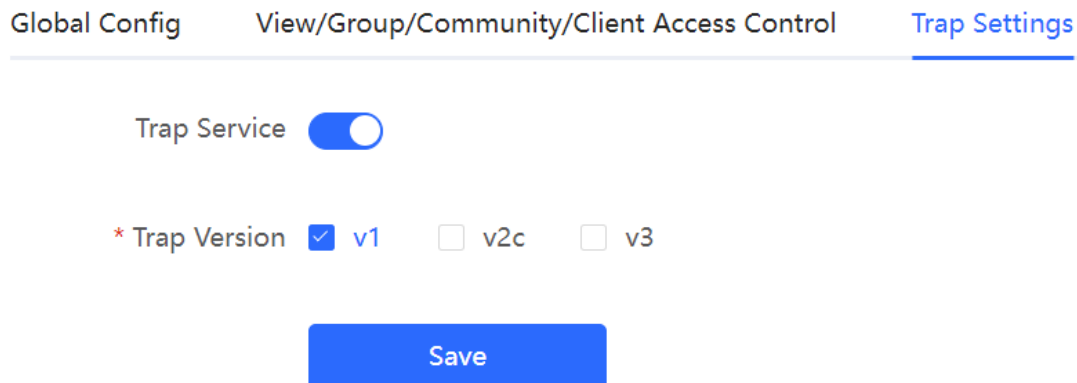 Global Config View/Group/Community/Client Access Control Trap Settings
Trap Service
* Trap Version v1 v2c v3
Save